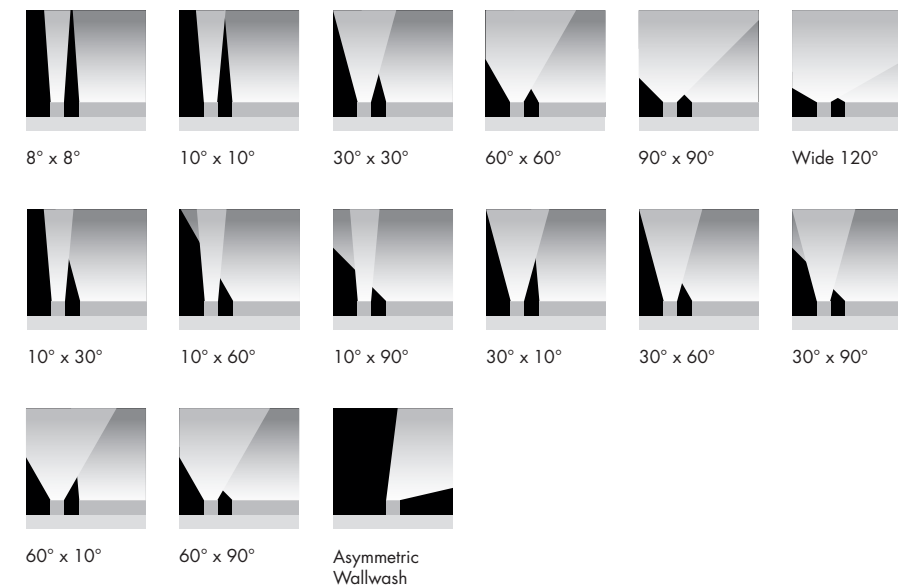 8° x 8°
10° x 10°
30° x 30°
60° x 60°
90° x 90°
Wide 120°
10° x 30°
10° x 60°
10° x 90°
30° x 10°
30° x 60°
30° x 90°
60° x 10°
60° x 90°
Asymmetric
Wallwash